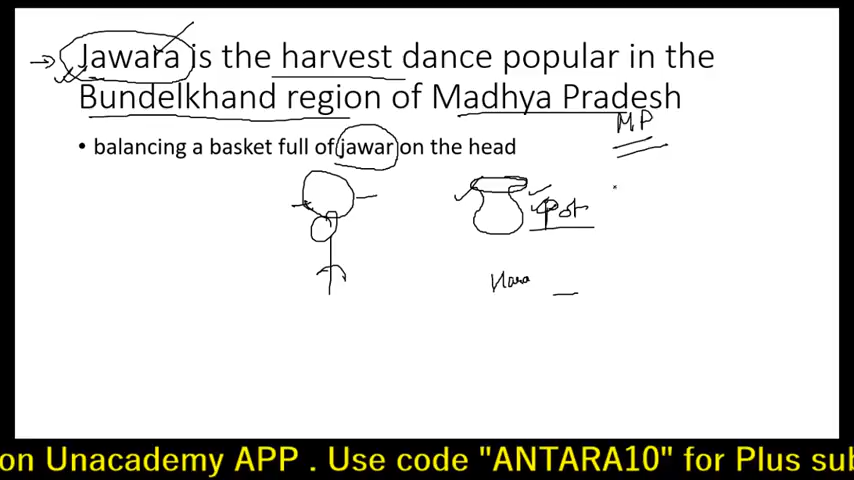 Jawara is the harvest dance popular in the
Bundelkhand region of Madhya Pradesh
MP
• balancing a basket full of jawar on the head
Pot
on Unacademy APP . Use code "ANTARA10" for Plus sub